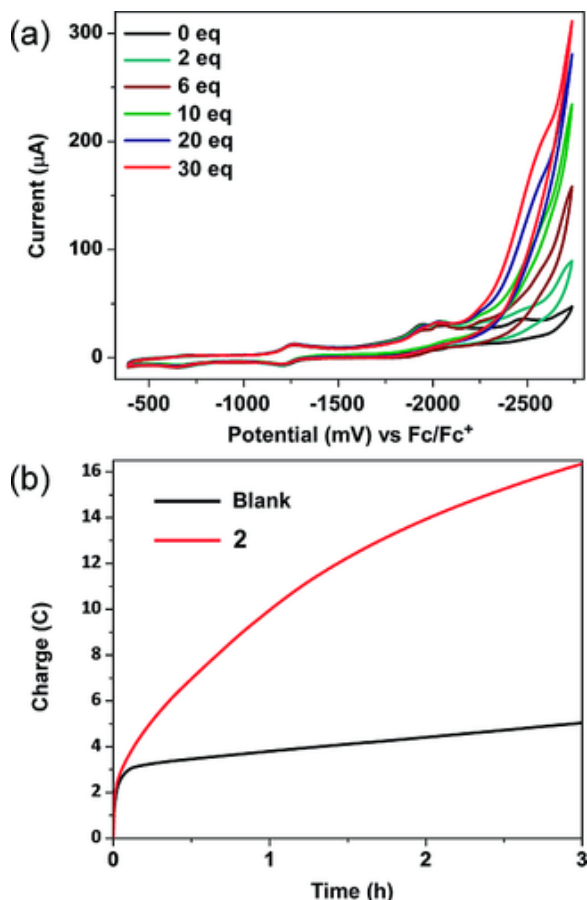 (a)
300
200
100
0
Current (µA)
0 eq
2 eq
6 eq
10 eq
20 eq
30 eq
-500 -1000 -1500 -2000 -2500
Potential (mV) vs Fc/Fc⁺
(b)
16
14
12
10
8
6
4
2
0
Charge (C)
Blank
2
0 1 2 3
Time (h)